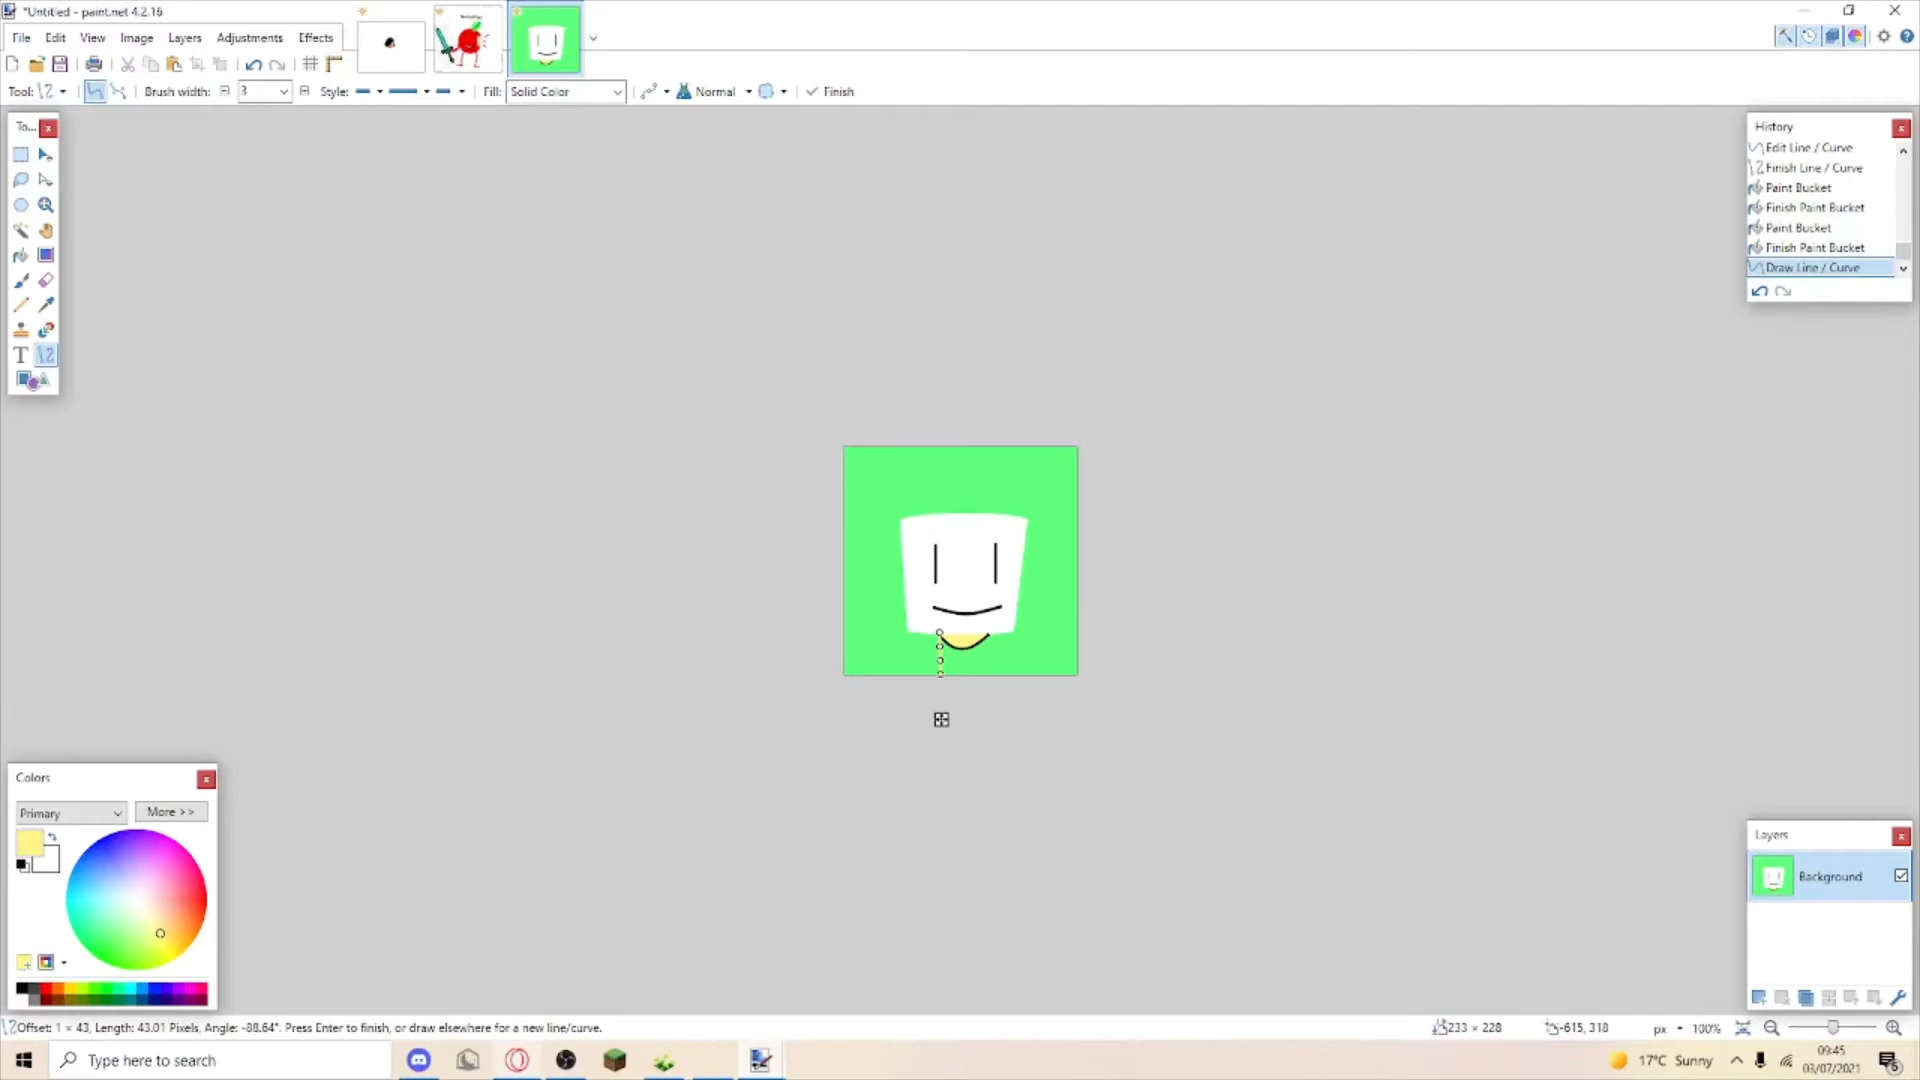 *Untitled - paint.net 4.2.16
File Edit View Image Layers Adjustments Effects
Tool: Brush width: 3 Style: Fill: Solid Color Normal Finish
To...
History
Edit Line / Curve
Finish Line / Curve
Paint Bucket
Finish Paint Bucket
Paint Bucket
Finish Paint Bucket
Draw Line / Curve
Colors
Primary More >>
Layers
Background
Offset: 1 × 43, Length: 43.01 Pixels, Angle: -88.64°. Press Enter to finish, or draw elsewhere for a new line/curve.
233 × 228 -615, 318 px 100%
Type here to search
17°C Sunny
09:45
03/07/2021